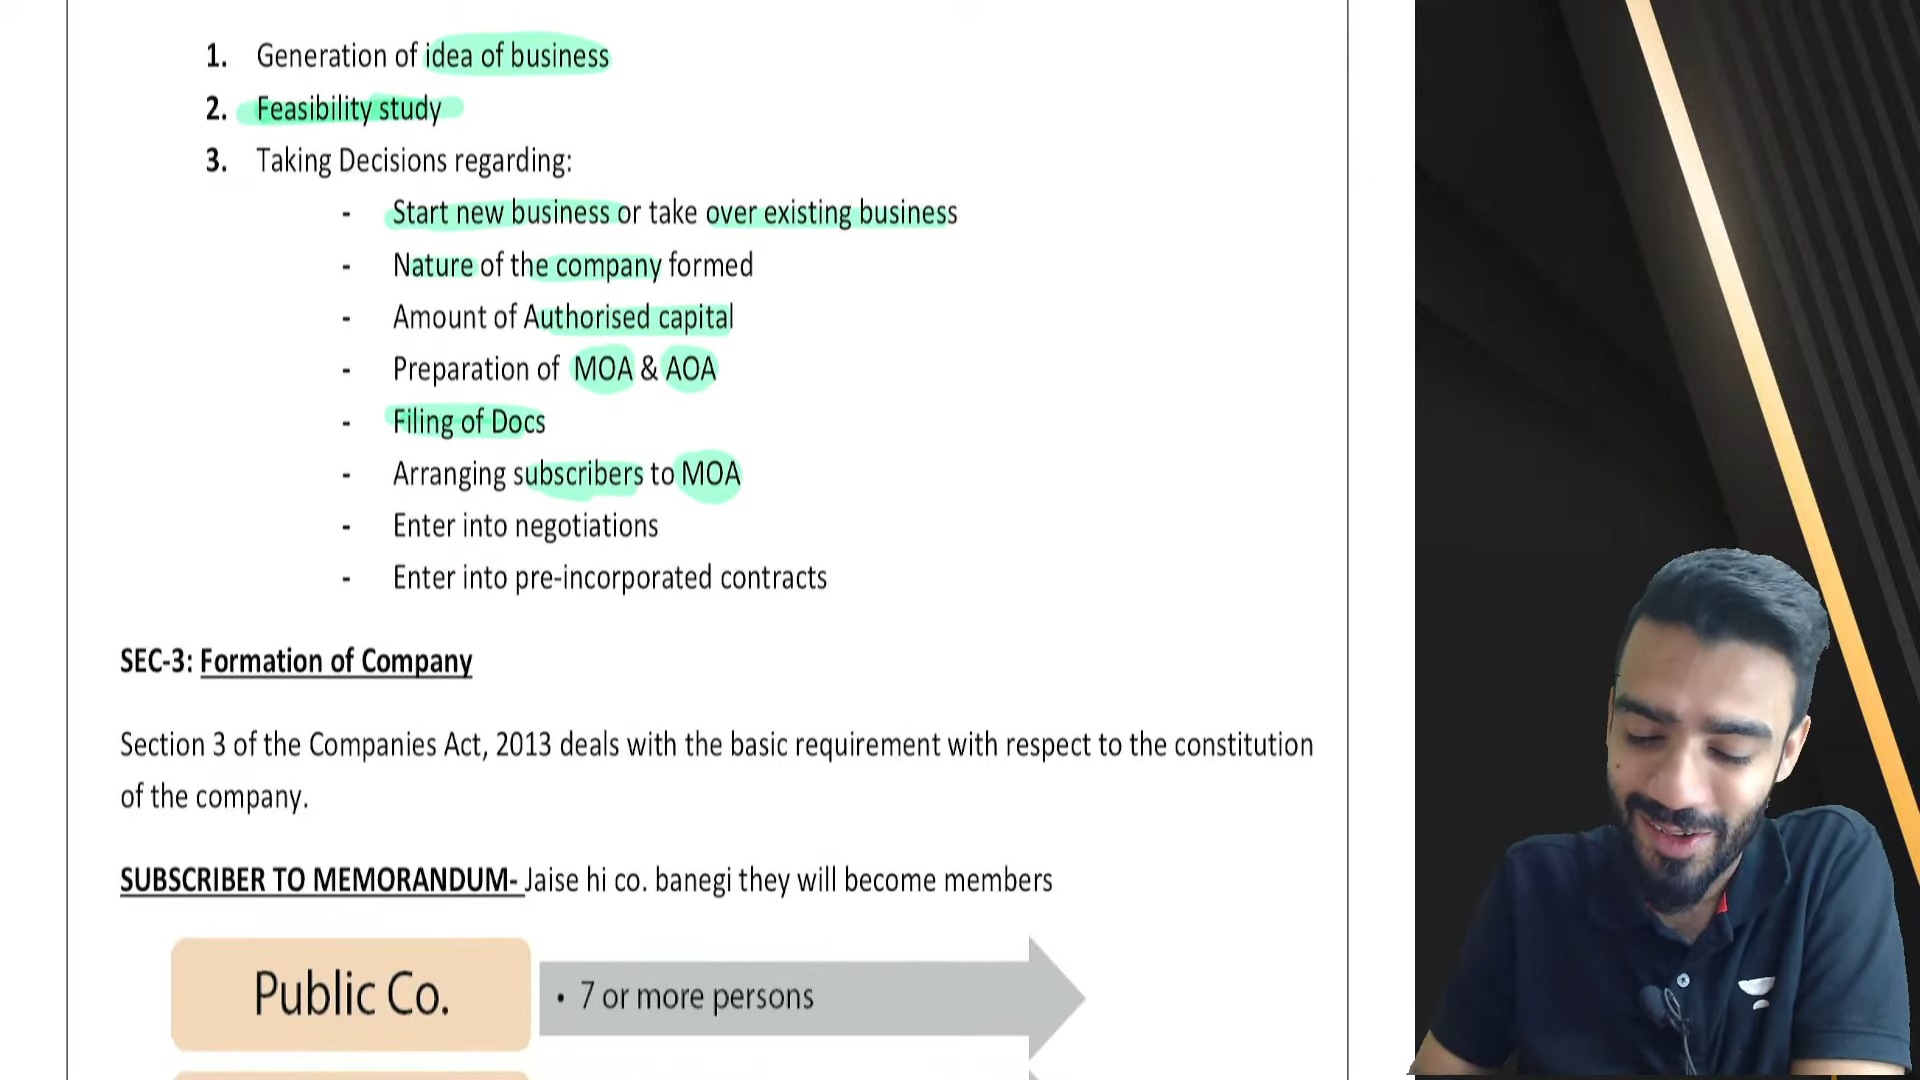 1. Generation of idea of business
2. Feasibility study
3. Taking Decisions regarding:
- Start new business or take over existing business
- Nature of the company formed
- Amount of Authorised capital
- Preparation of MOA & AOA
- Filing of Docs
- Arranging subscribers to MOA
- Enter into negotiations
- Enter into pre-incorporated contracts
SEC-3: Formation of Company
Section 3 of the Companies Act, 2013 deals with the basic requirement with respect to the constitution
of the company.
SUBSCRIBER TO MEMORANDUM- Jaise hi co. banegi they will become members
Public Co.
• 7 or more persons